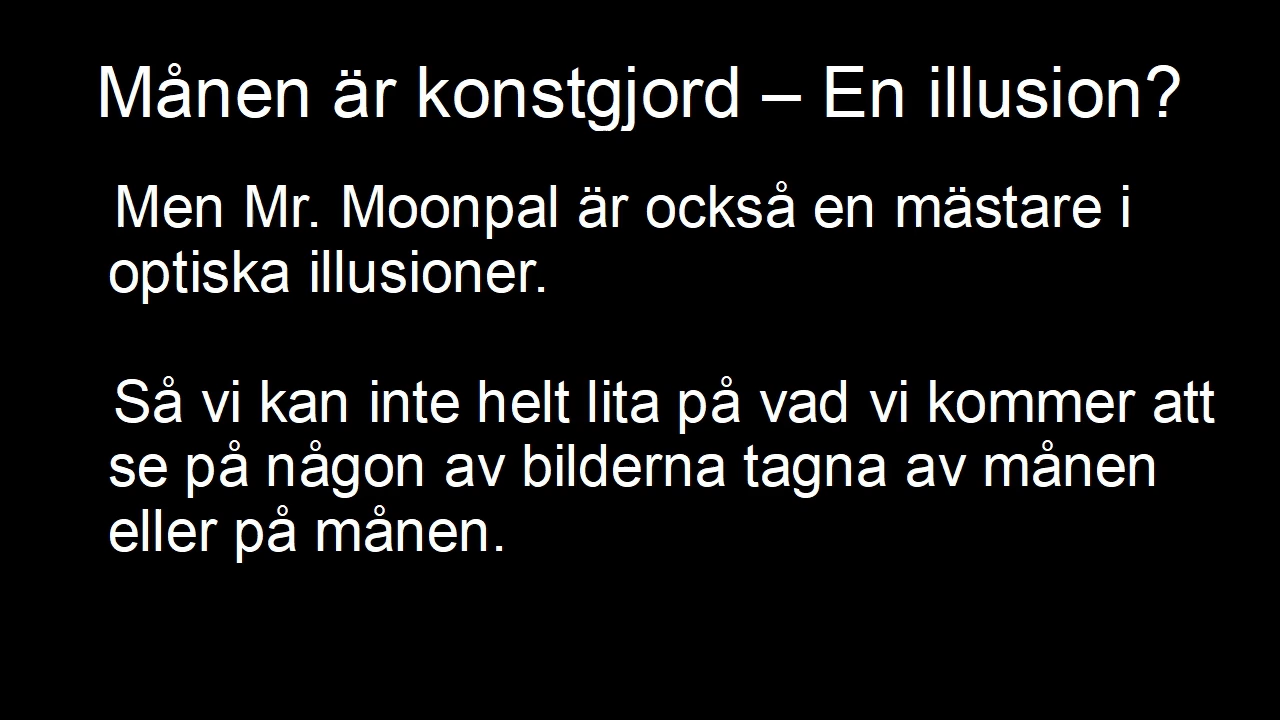 Månen är konstgjord – En illusion?
Men Mr. Moonpal är också en mästare i
optiska illusioner.
Så vi kan inte helt lita på vad vi kommer att
se på någon av bilderna tagna av månen
eller på månen.